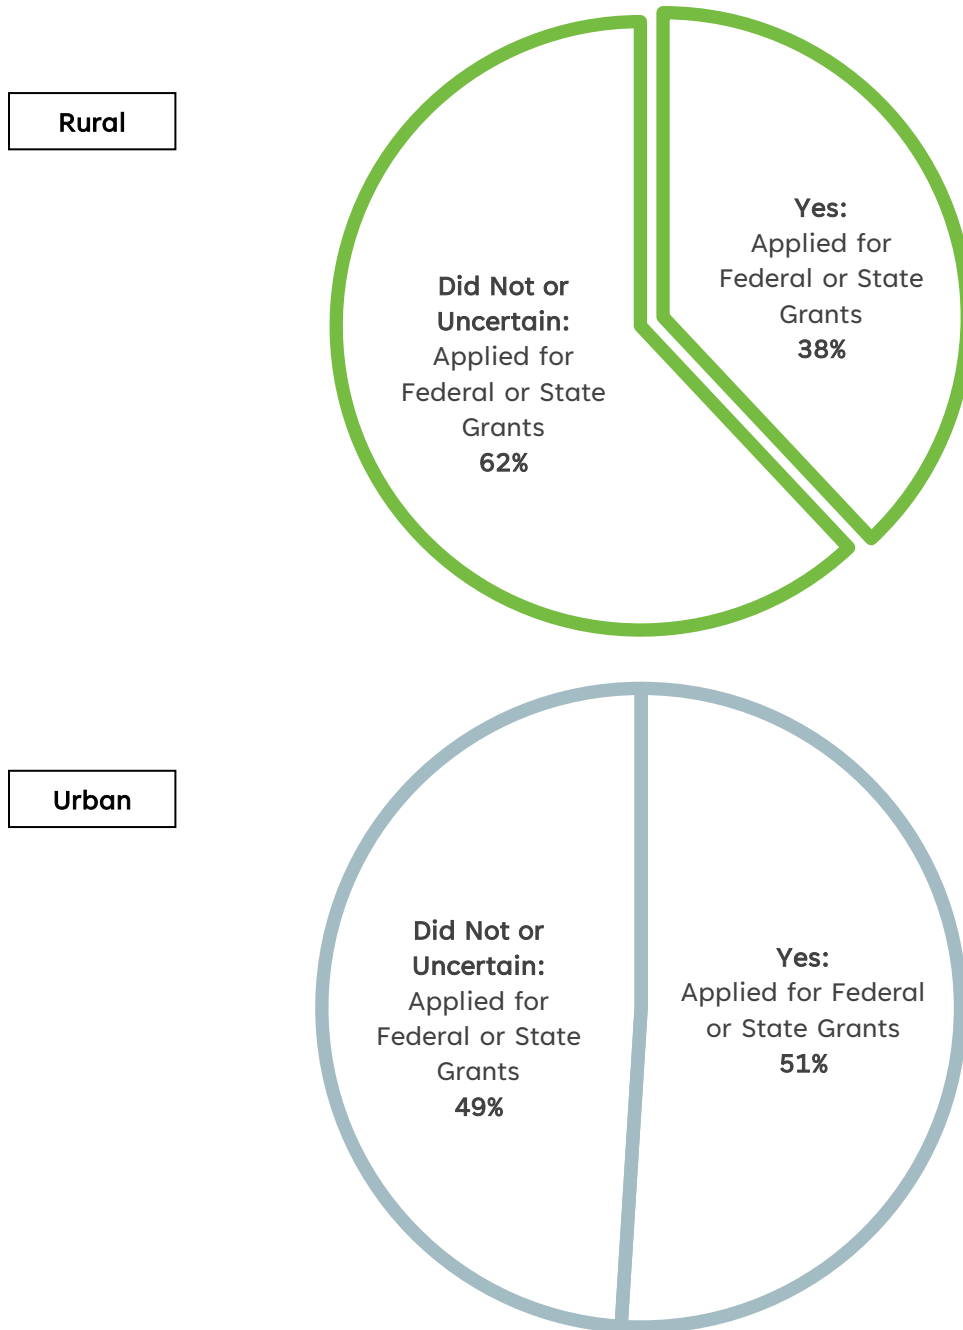 Rural
Did Not or
Uncertain:
Applied for
Federal or State
Grants
62%
Yes:
Applied for
Federal or State
Grants
38%
Urban
Did Not or
Uncertain:
Applied for
Federal or State
Grants
49%
Yes:
Applied for Federal
or State Grants
51%